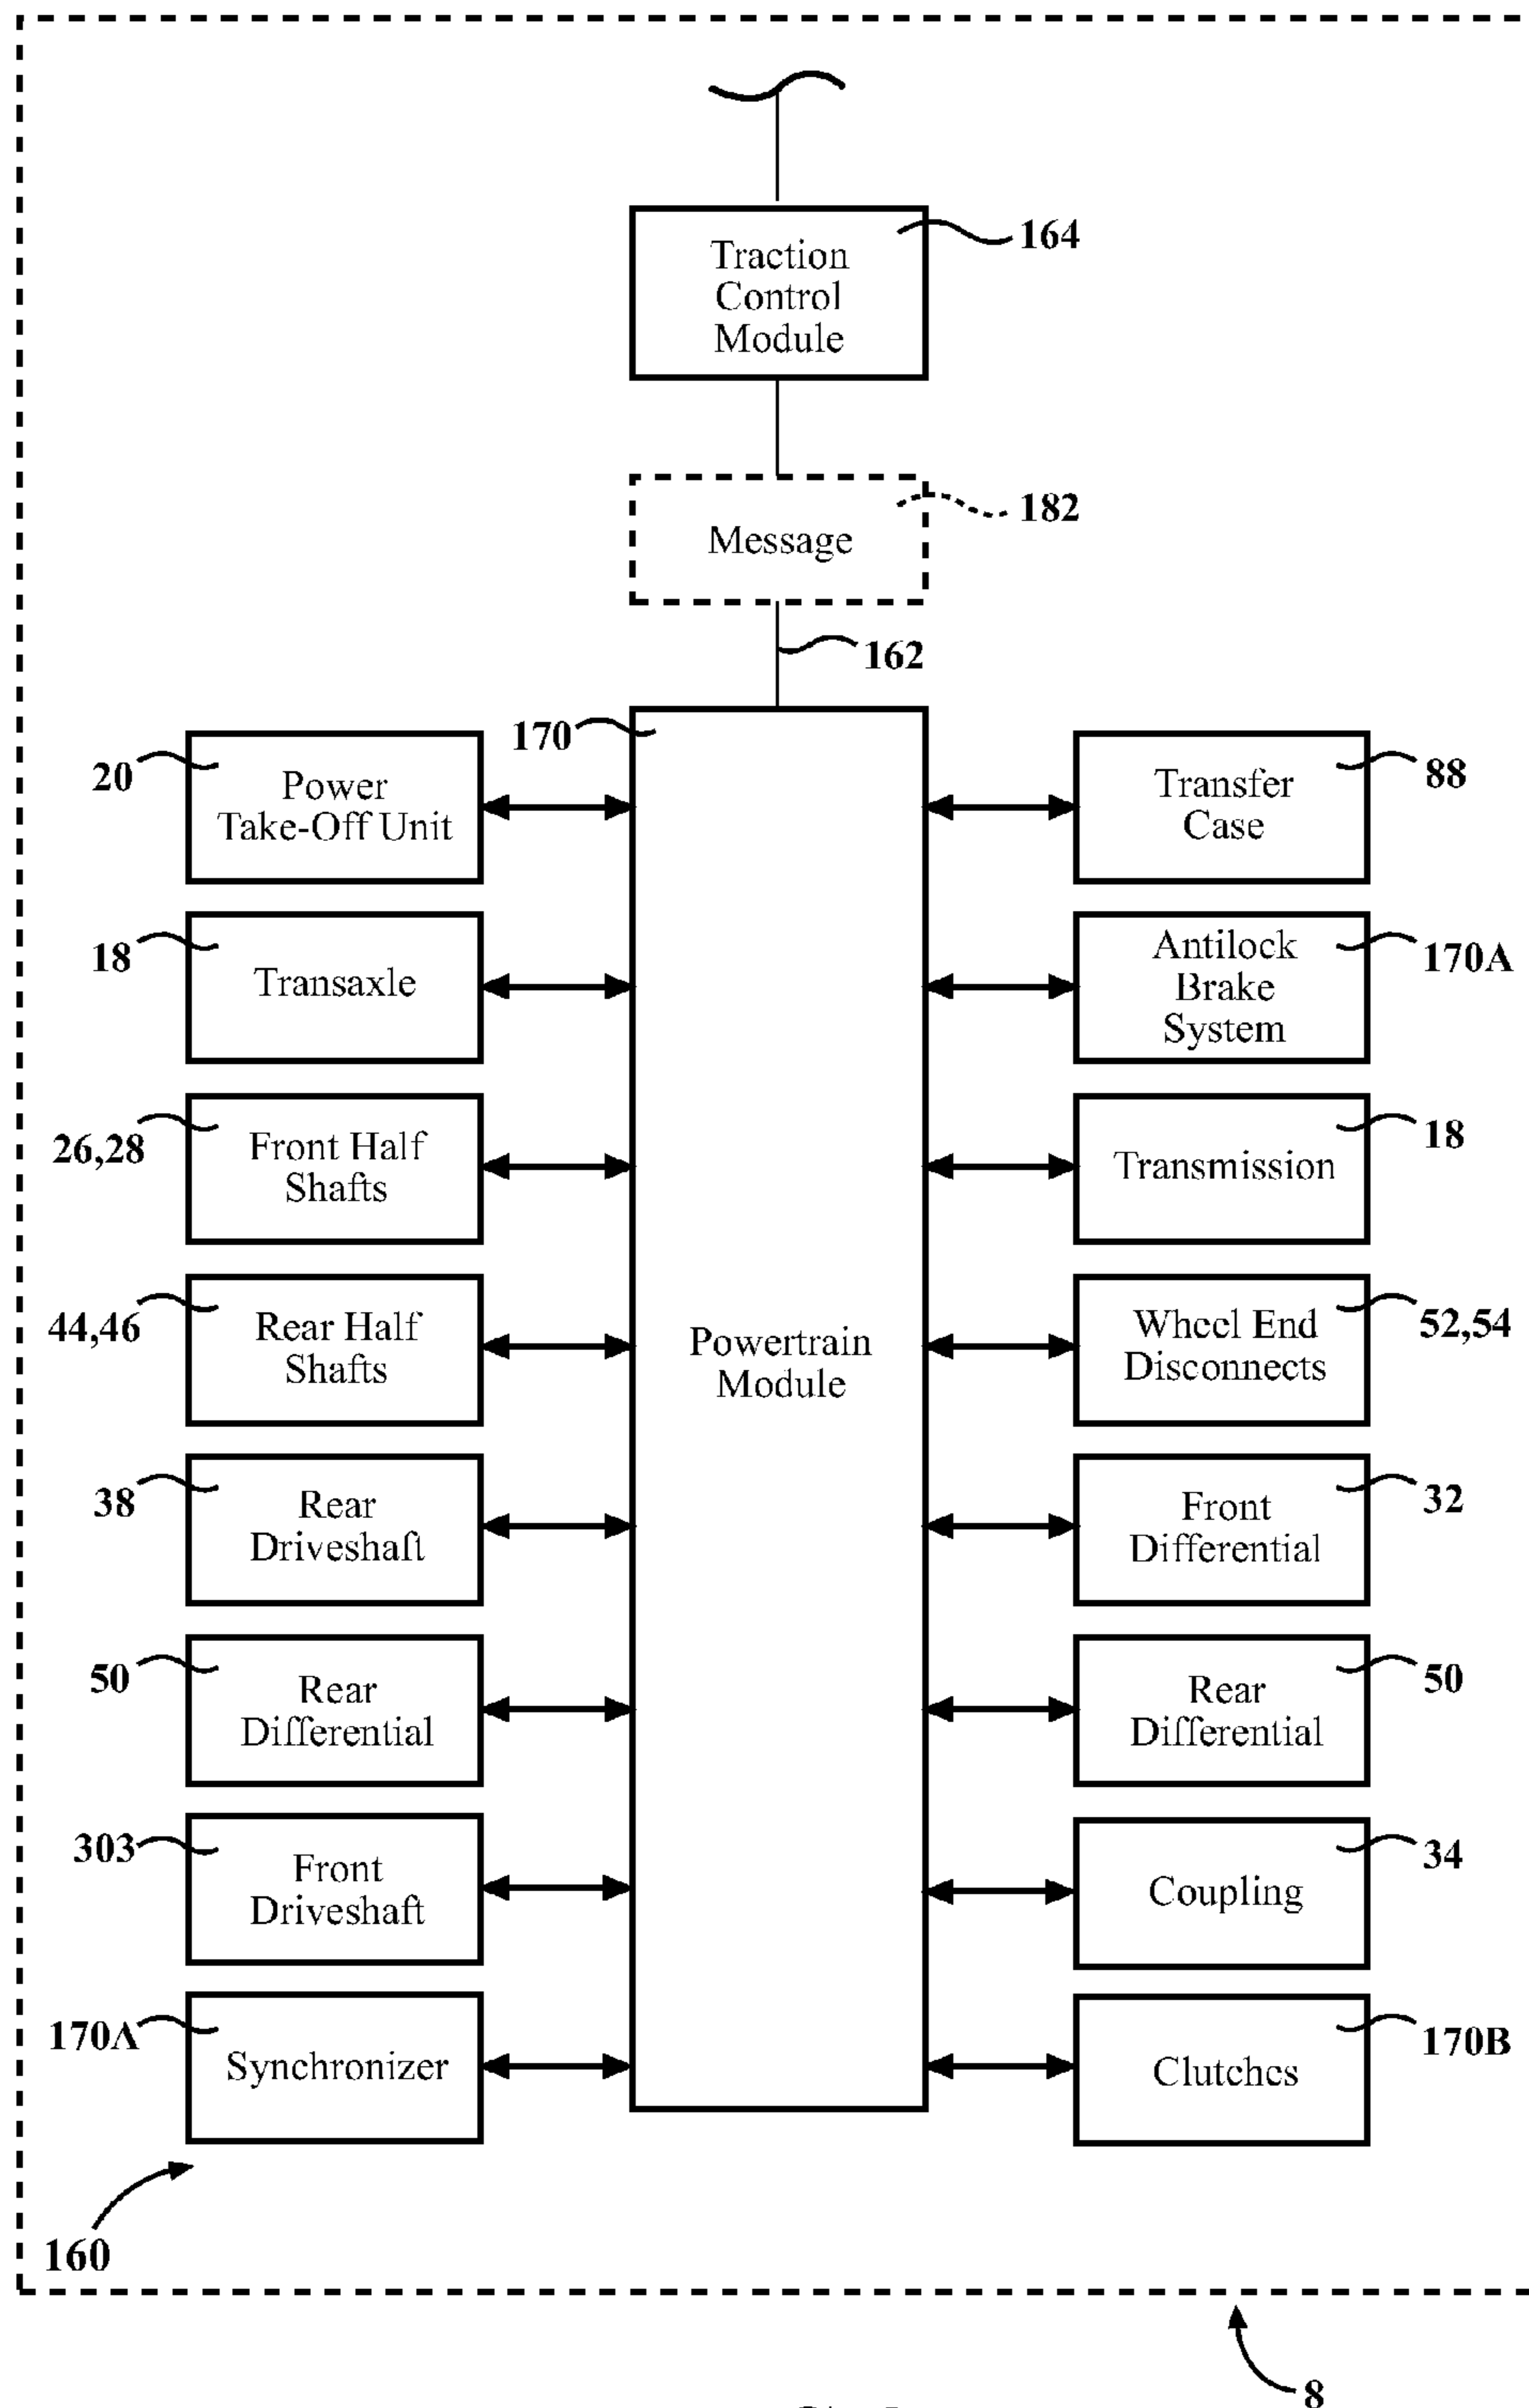 Traction
Control
Module
164
Message
182
162
170
20
Power
Take-Off Unit
Transfer
Case
88
18
Transaxle
Antilock
Brake
System
170A
26,28
Front Half
Shafts
Transmission
18
44,46
Rear Half
Shafts
Powertrain
Module
Wheel End
Disconnects
52,54
38
Rear
Driveshaft
Front
Differential
32
50
Rear
Differential
Rear
Differential
50
303
Front
Driveshaft
Coupling
34
170A
Synchronizer
Clutches
170B
160
8